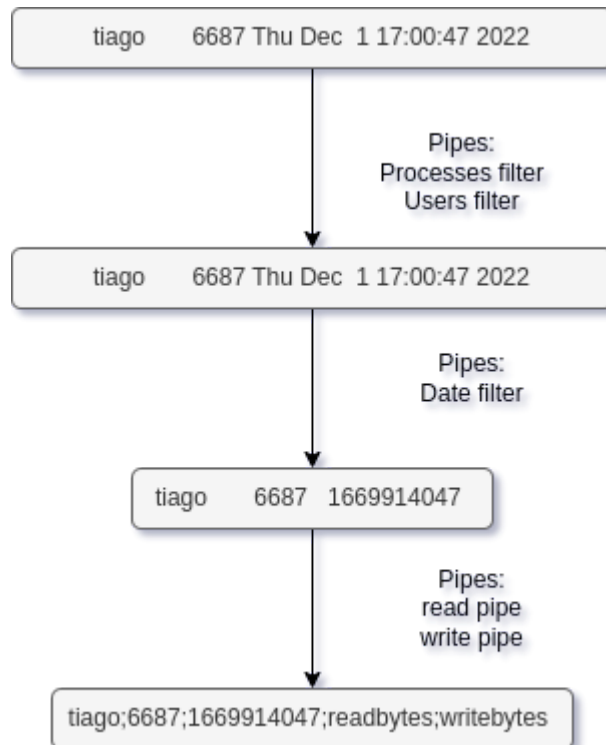 tiago 6687 Thu Dec 1 17:00:47 2022
Pipes:
Processes filter
Users filter
tiago 6687 Thu Dec 1 17:00:47 2022
Pipes:
Date filter
tiago 6687 1669914047
Pipes:
read pipe
write pipe
tiago;6687;1669914047;readbytes;writebytes